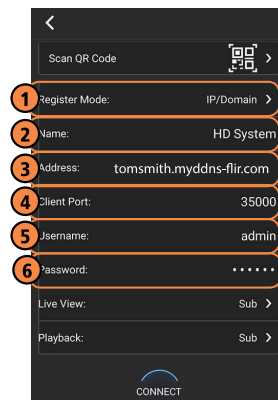 Scan QR Code
1 Register Mode: IP/Domain
2 Name: HD System
3 Address: tomsmith.myddns-flir.com
4 Client Port: 35000
5 Username: admin
6 Password: ······
Live View: Sub
Playback: Sub
CONNECT